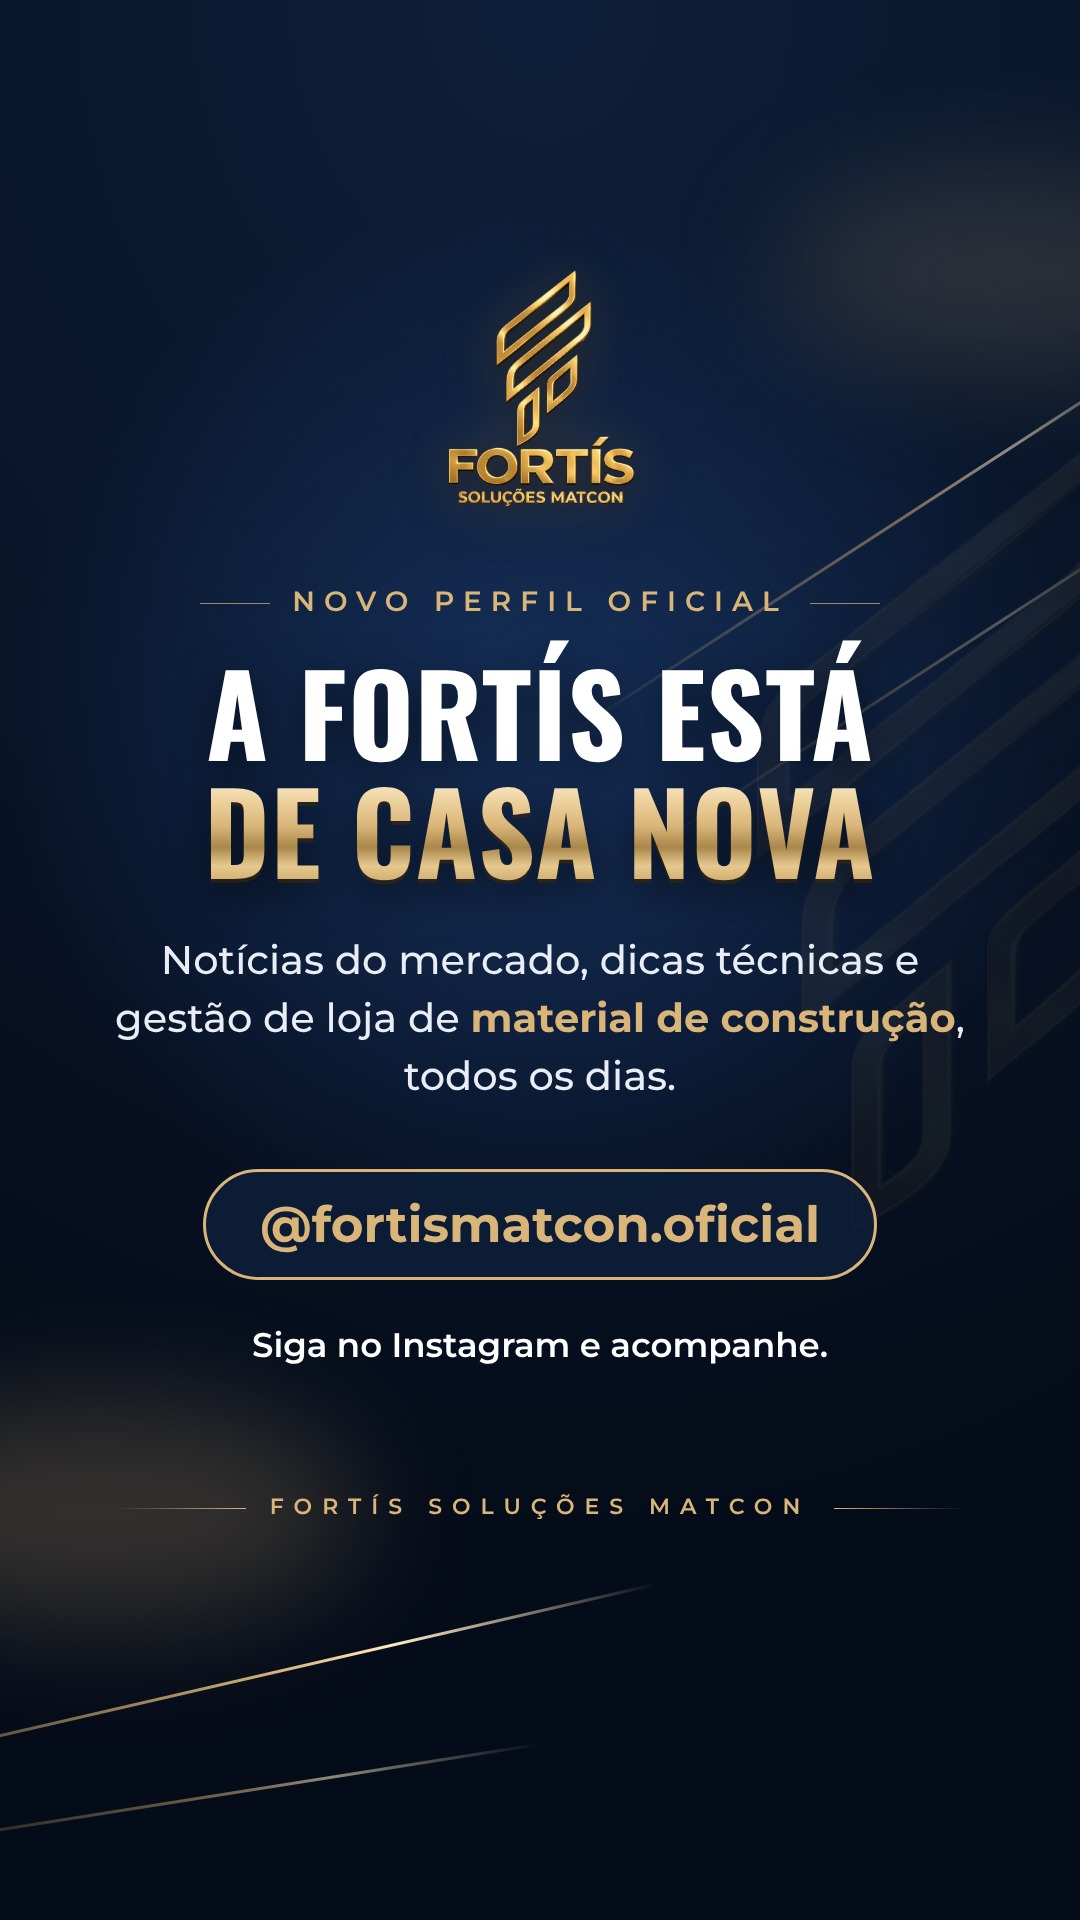 FORTÍS
SOLUÇÕES MATCON
NOVO PERFIL OFICIAL
A FORTÍS ESTÁ
DE CASA NOVA
Notícias do mercado, dicas técnicas e
gestão de loja de material de construção,
todos os dias.
@fortismatcon.oficial
Siga no Instagram e acompanhe.
FORTÍS SOLUÇÕES MATCON